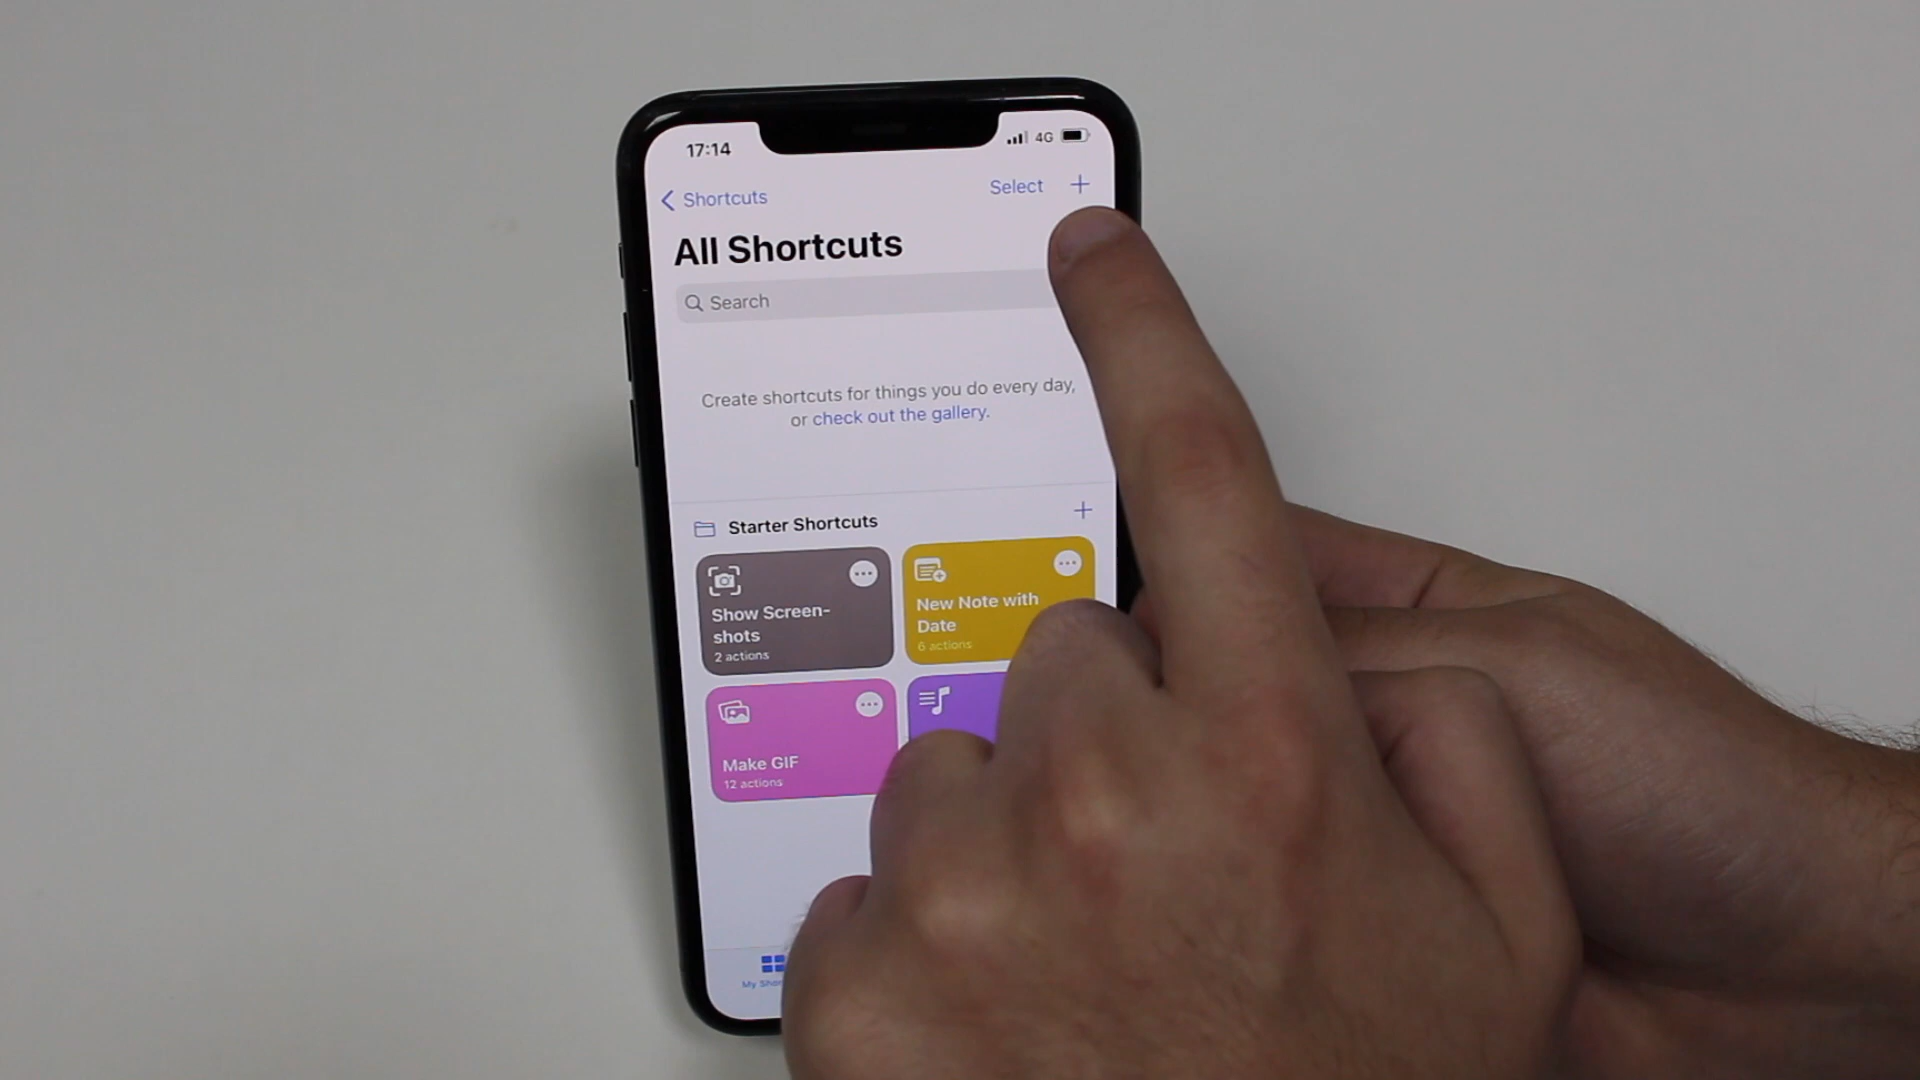 17:14
4G
Shortcuts
Select
All Shortcuts
Search
Create shortcuts for things you do every day,
or check out the gallery.
Starter Shortcuts
Show Screen-
shots
2 actions
New Note with
Date
6 actions
Make GIF
12 actions
My